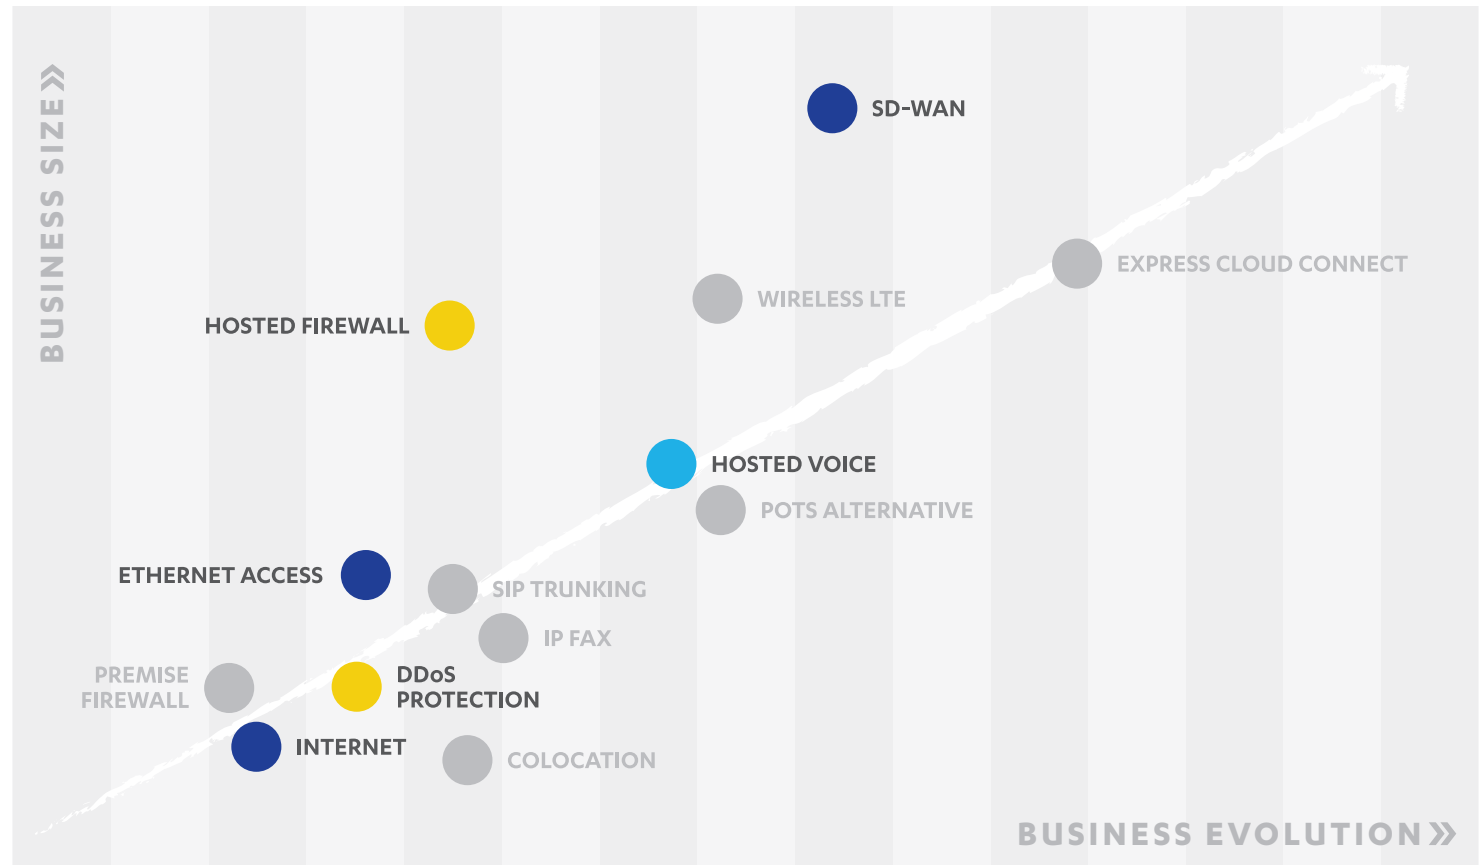 BUSINESS SIZE
SD-WAN
EXPRESS CLOUD CONNECT
WIRELESS LTE
HOSTED FIREWALL
HOSTED VOICE
POTS ALTERNATIVE
ETHERNET ACCESS
SIP TRUNKING
IP FAX
PREMISE
FIREWALL
DDoS
PROTECTION
INTERNET
COLOCATION
BUSINESS EVOLUTION